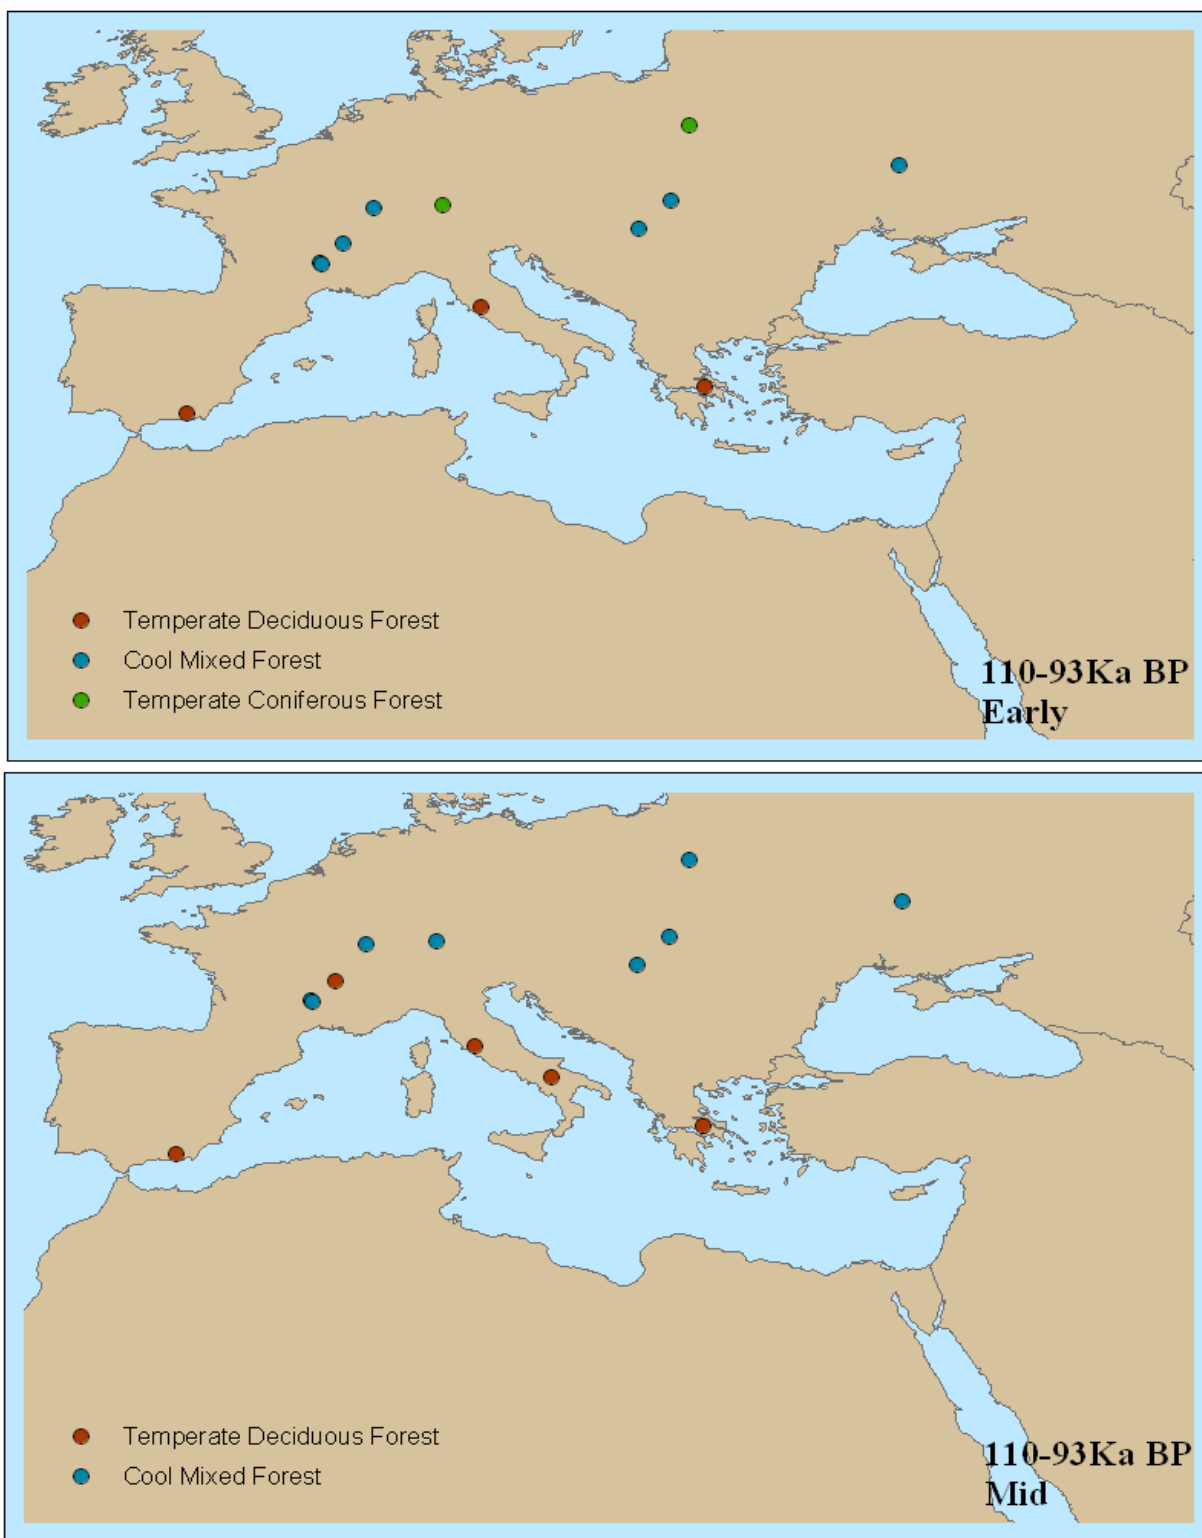 Temperate Deciduous Forest
Cool Mixed Forest
Temperate Coniferous Forest
110-93Ka BP
Early
Temperate Deciduous Forest
Cool Mixed Forest
110-93Ka BP
Mid